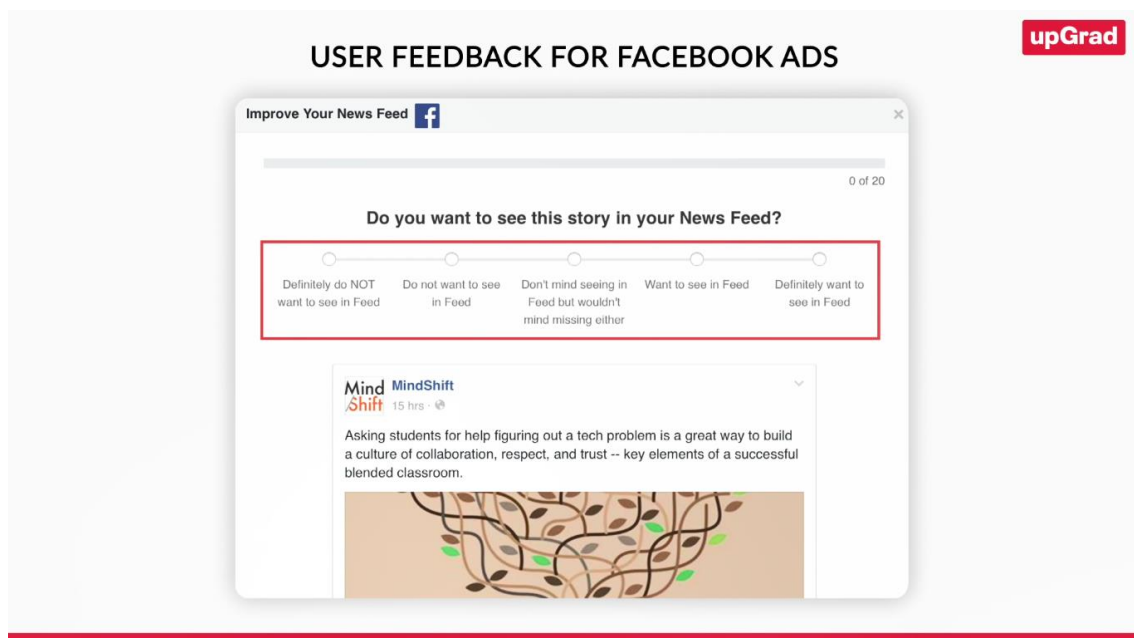 upGrad
USER FEEDBACK FOR FACEBOOK ADS
Improve Your News Feed
0 of 20
Do you want to see this story in your News Feed?
Definitely do NOT
want to see in Feed
Do not want to see
in Feed
Don't mind seeing in
Feed but wouldn't
mind missing either
Want to see in Feed
Definitely want to
see in Feed
Mind
Shift
MindShift
15 hrs ·
Asking students for help figuring out a tech problem is a great way to build
a culture of collaboration, respect, and trust -- key elements of a successful
blended classroom.